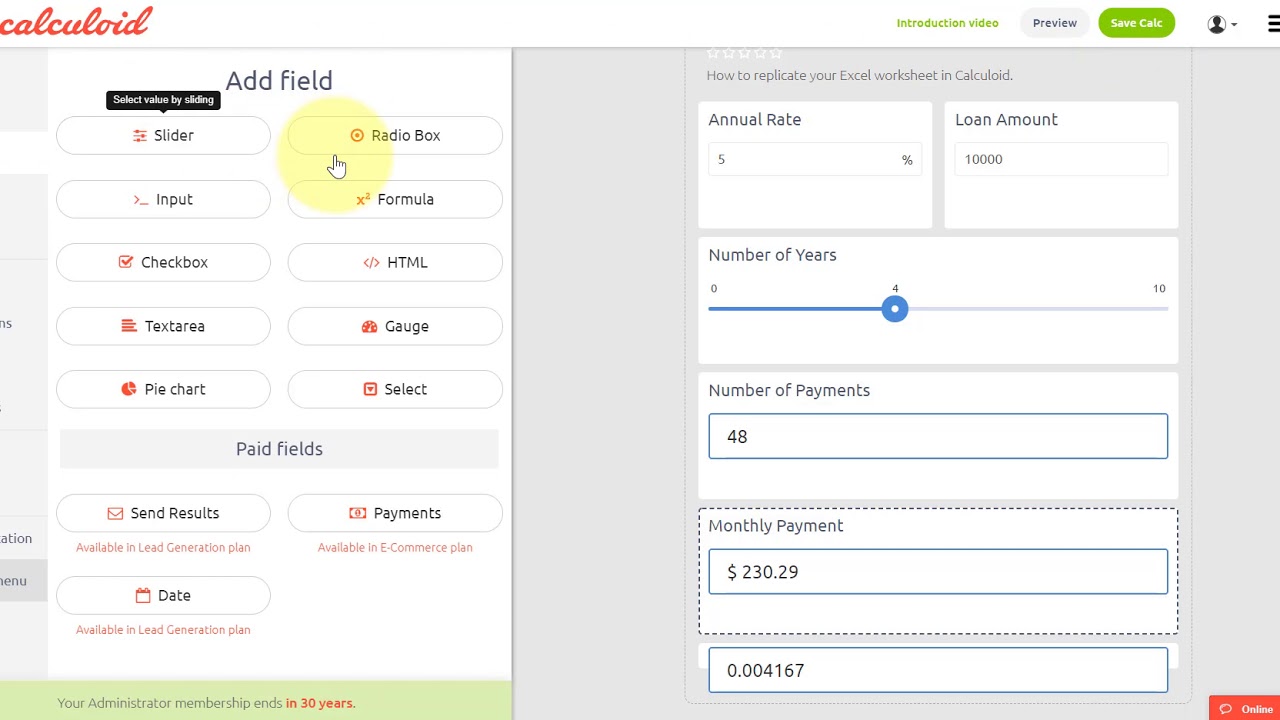 calculoid
Introduction video
Preview
Save Calc
Add field
Select value by sliding
Slider
Radio Box
Input
x² Formula
Checkbox
</> HTML
Textarea
Gauge
Pie chart
Select
Paid fields
Send Results
Payments
Available in Lead Generation plan
Available in E-Commerce plan
Date
Available in Lead Generation plan
Your Administrator membership ends in 30 years.
ns
s
cation
menu
How to replicate your Excel worksheet in Calculoid.
Annual Rate
Loan Amount
5 %
10000
Number of Years
0 4 10
Number of Payments
48
Monthly Payment
$ 230.29
0.004167
Online